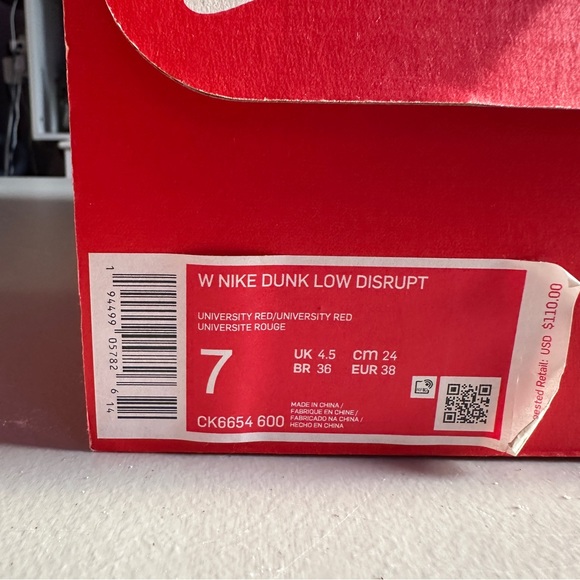 W NIKE DUNK LOW DISRUPT
UNIVERSITY RED/UNIVERSITY RED
UNIVERSITE ROUGE
7
UK 4.5 cm 24
BR 36 EUR 38
CK6654 600
MADE IN CHINA /
FABRIQUE EN CHINE /
FABRICADO NA CHINA /
HECHO EN CHINA
1 94499 05782 0 14
ested Retail: USD $110.00